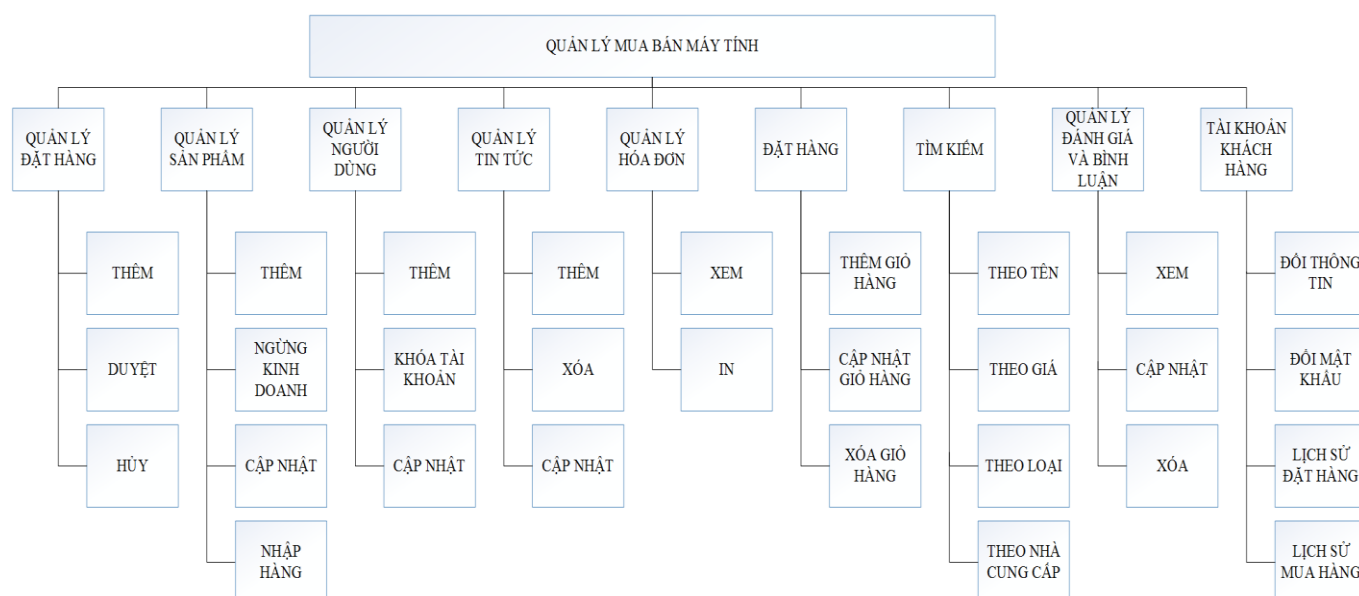 QUẢN LÝ MUA BÁN MÁY TÍNH
QUẢN LÝ
ĐẶT HÀNG
QUẢN LÝ
SẢN PHẨM
QUẢN LÝ
NGƯỜI
DÙNG
QUẢN LÝ
TIN TỨC
QUẢN LÝ
HÓA ĐƠN
ĐẶT HÀNG
TÌM KIẾM
QUẢN LÝ
ĐÁNH GIÁ
VÀ BÌNH
LUẬN
TÀI KHOẢN
KHÁCH
HÀNG
THÊM
DUYỆT
HỦY
THÊM
NGỪNG
KINH
DOANH
CẬP NHẬT
NHẬP
HÀNG
THÊM
KHÓA TÀI
KHOẢN
CẬP NHẬT
THÊM
XÓA
CẬP NHẬT
XEM
IN
THÊM GIỎ
HÀNG
CẬP NHẬT
GIỎ HÀNG
XÓA GIỎ
HÀNG
THEO TÊN
THEO GIÁ
THEO LOẠI
THEO NHÀ
CUNG CẤP
XEM
CẬP NHẬT
XÓA
ĐỔI THÔNG
TIN
ĐỔI MẬT
KHẨU
LỊCH SỬ
ĐẶT HÀNG
LỊCH SỬ
MUA HÀNG